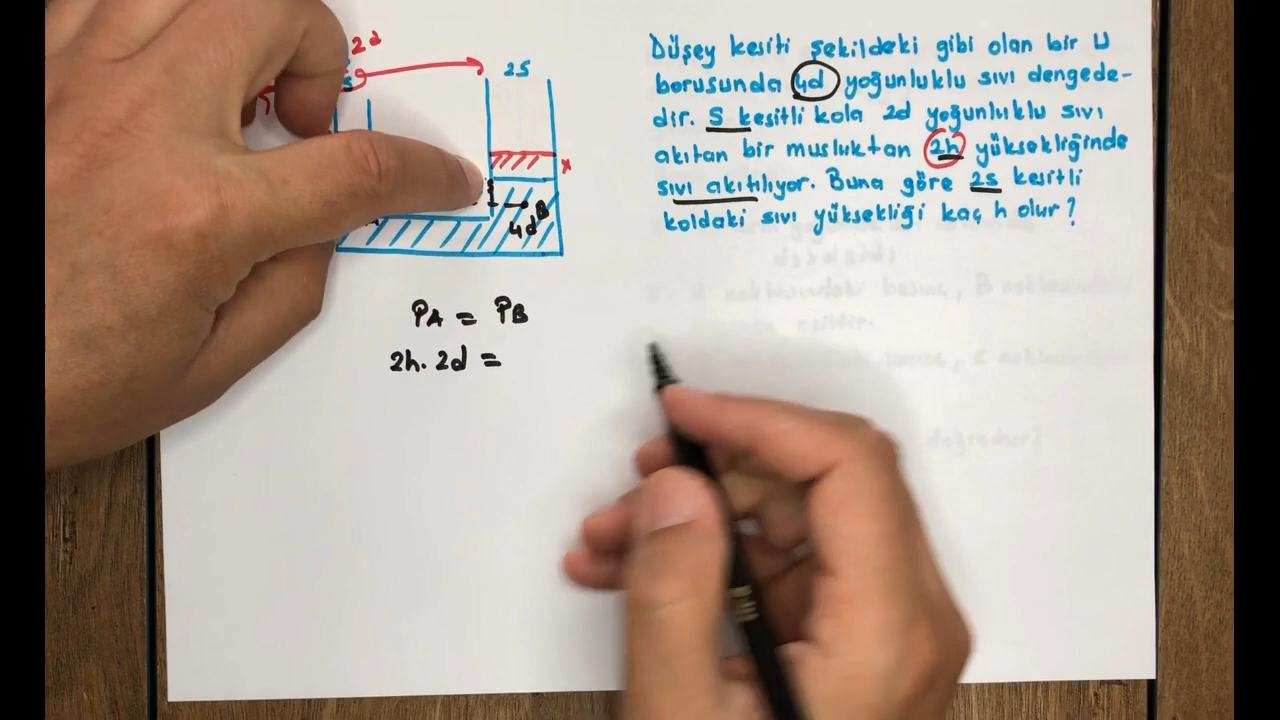 2d
S
2S
x
B
4d
Düşey kesiti şekildeki gibi olan bir U
borusunda 4d yoğunluklu sıvı dengede-
dir. S kesitli kola 2d yoğunluklu sıvı
akıtan bir musluktan 2h yüksekliğinde
sıvı akıtılıyor. Buna göre 2s kesitli
koldaki sıvı yüksekliği kaç h olur?
PA = PB
2h. 2d =